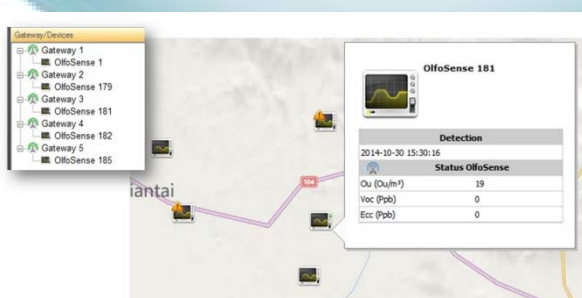 Gateway/Devices
Gateway 1
OlfoSense 1
Gateway 2
OlfoSense 179
Gateway 3
OlfoSense 181
Gateway 4
OlfoSense 182
Gateway 5
OlfoSense 185
iantai
104
OlfoSense 181
Detection
2014-10-30 15:30:16
Status OlfoSense
Ou (Ou/m³) 19
Voc (Ppb) 0
Ecc (Ppb) 0